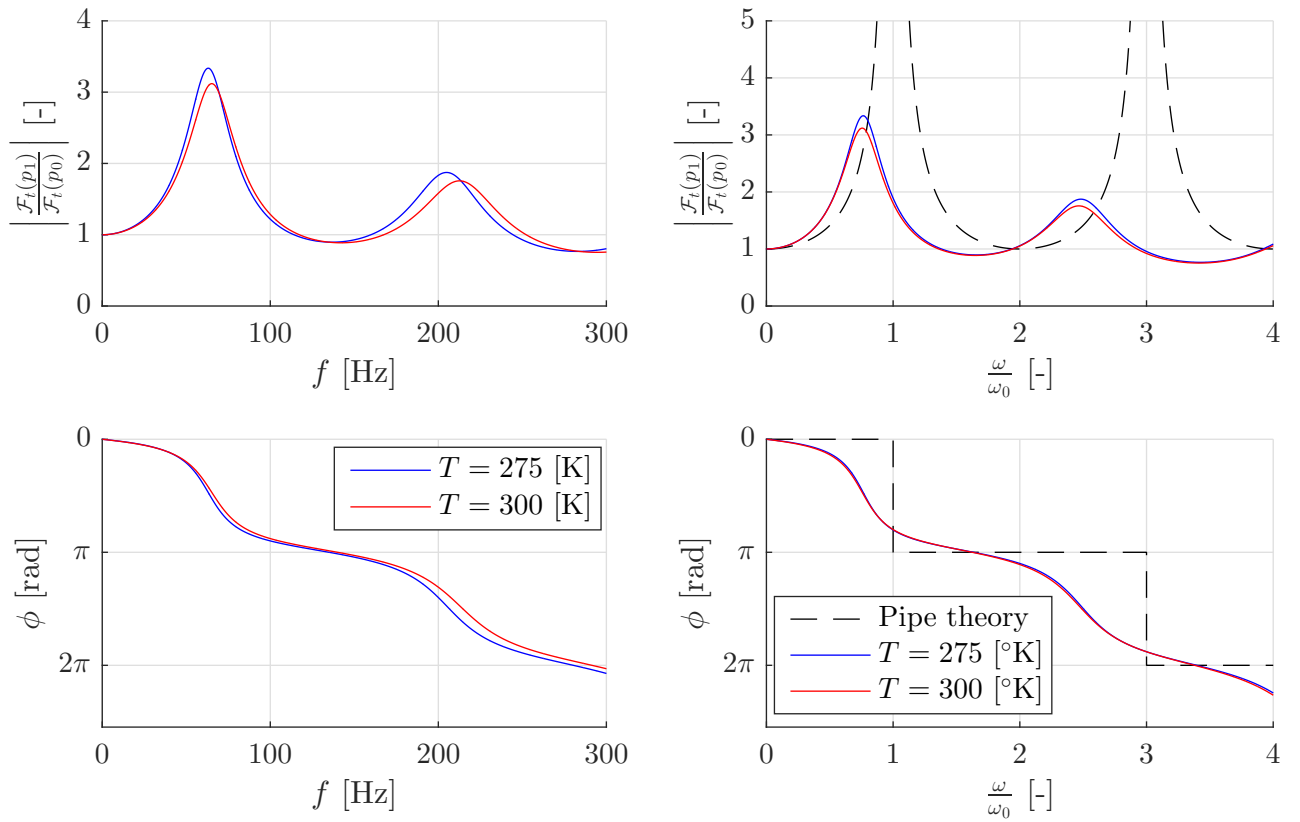 4
3
2
1
0
|𝓕ₜ(p₁)/𝓕ₜ(p₀)| [-]
0 100 200 300
f [Hz]
5
4
3
2
1
0
|𝓕ₜ(p₁)/𝓕ₜ(p₀)| [-]
0 1 2 3 4
ω/ω₀ [-]
0
π
2π
ϕ [rad]
T = 275 [K]
T = 300 [K]
0 100 200 300
f [Hz]
0
π
2π
ϕ [rad]
Pipe theory
T = 275 [°K]
T = 300 [°K]
0 1 2 3 4
ω/ω₀ [-]